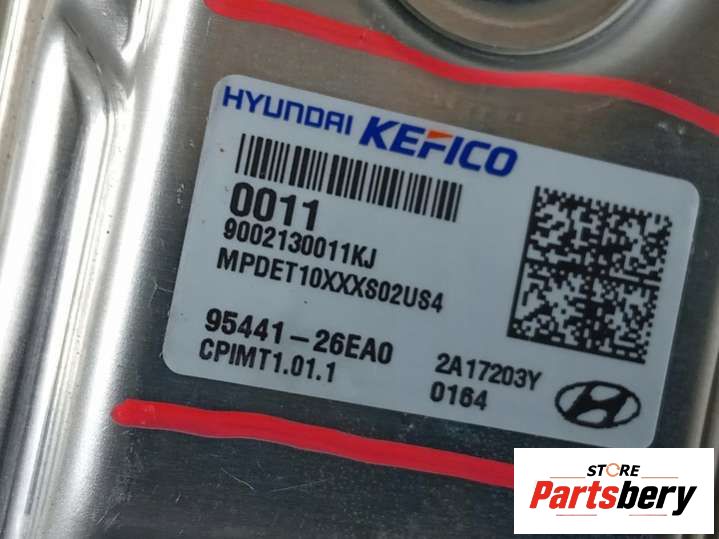 HYUNDAI KEFICO
0011
9002130011KJ
MPDET10XXXS02US4
95441-26EA0
CPIMT1.01.1
2A17203Y
0164
STORE
Partsbery